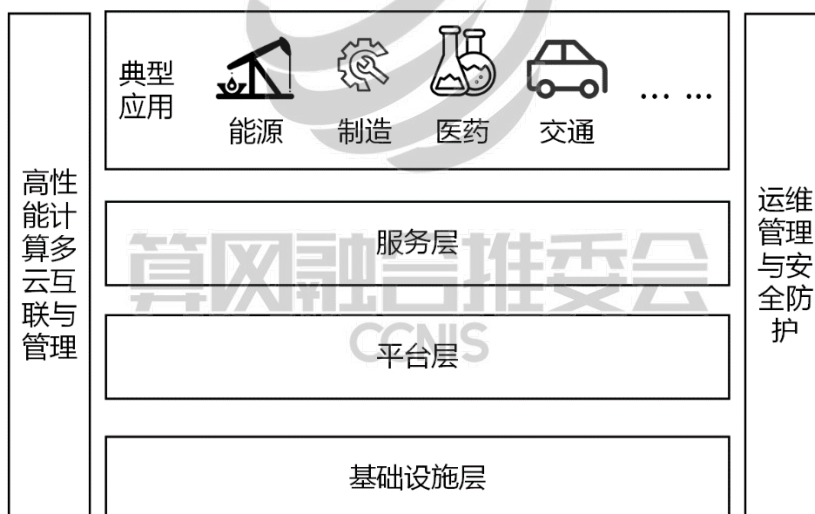 高性
能计
算多
云互
联与
管理
典型
应用
能源
制造
医药
交通
… …
服务层
算网融合推委会
CCNIS
平台层
基础设施层
运维
管理
与安
全防
护